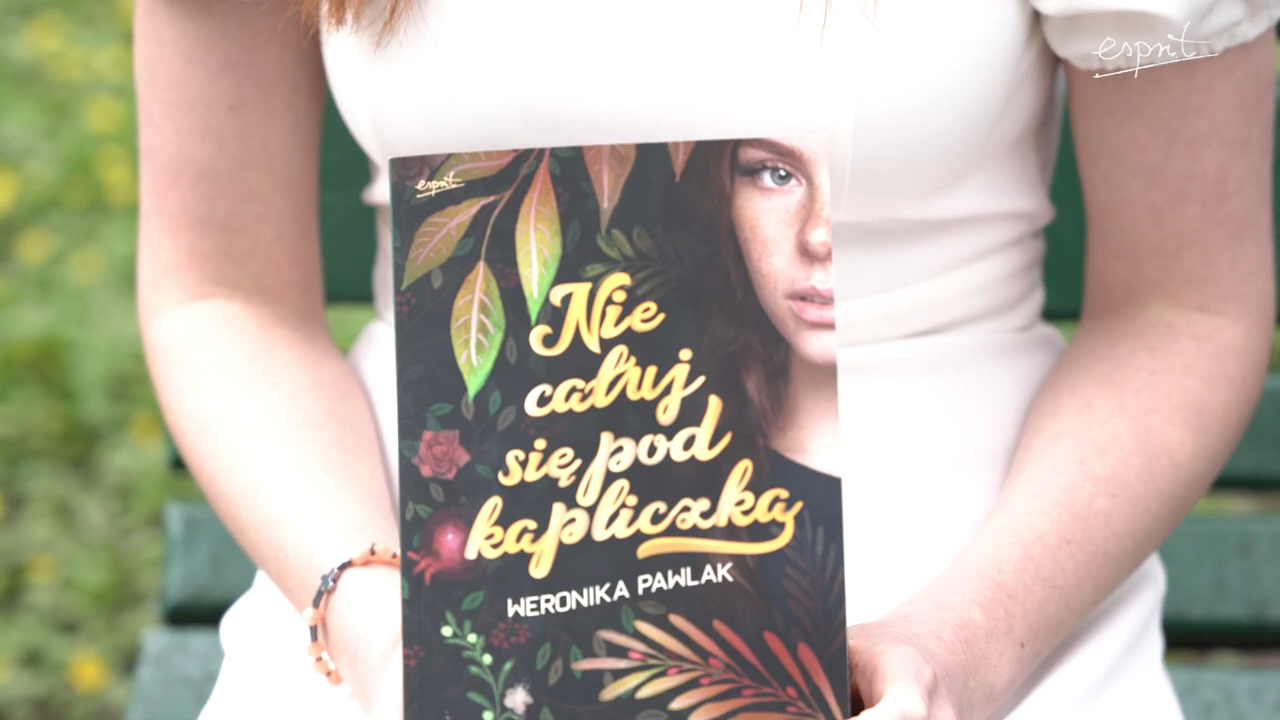 esprit
esprit
Nie
całuj
się pod
kapliczką
WERONIKA PAWLAK